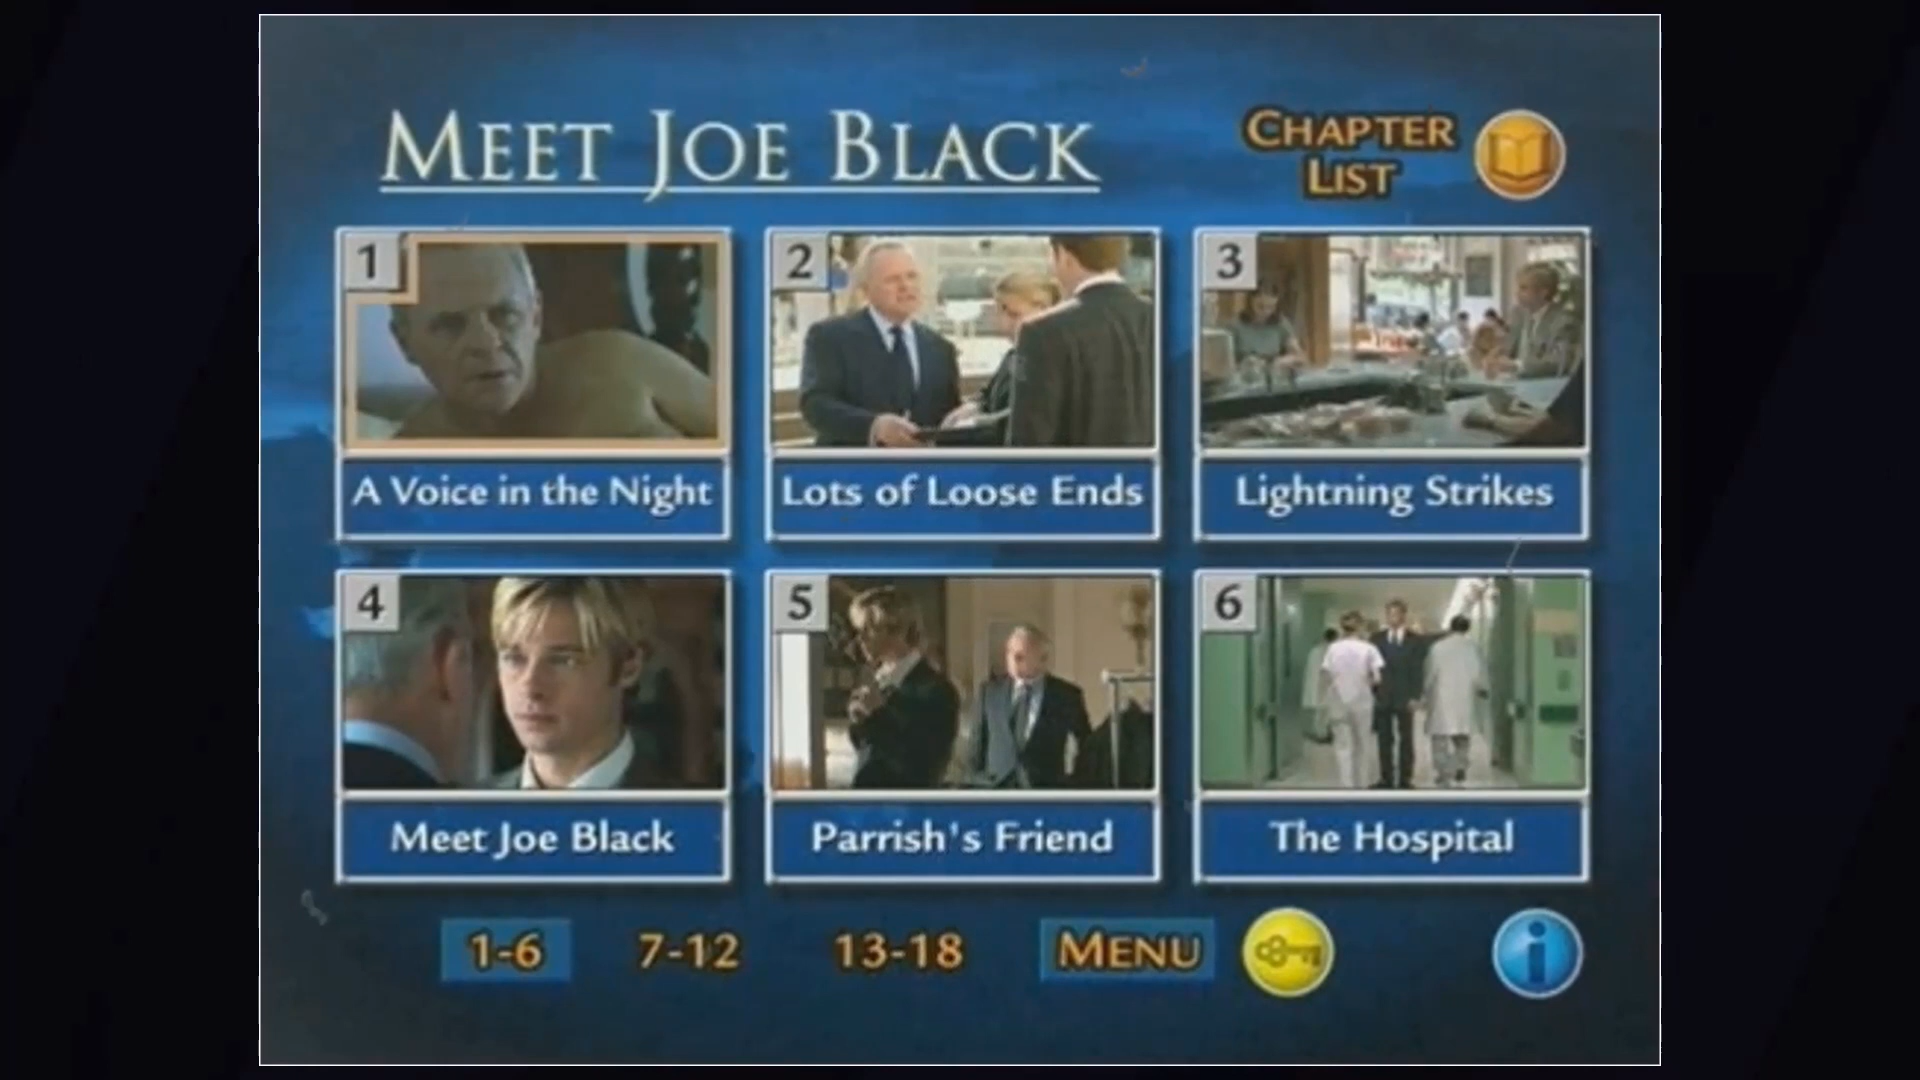 MEET JOE BLACK
CHAPTER
LIST
1
2
3
A Voice in the Night
Lots of Loose Ends
Lightning Strikes
4
5
6
Meet Joe Black
Parrish's Friend
The Hospital
1-6
7-12
13-18
MENU
i